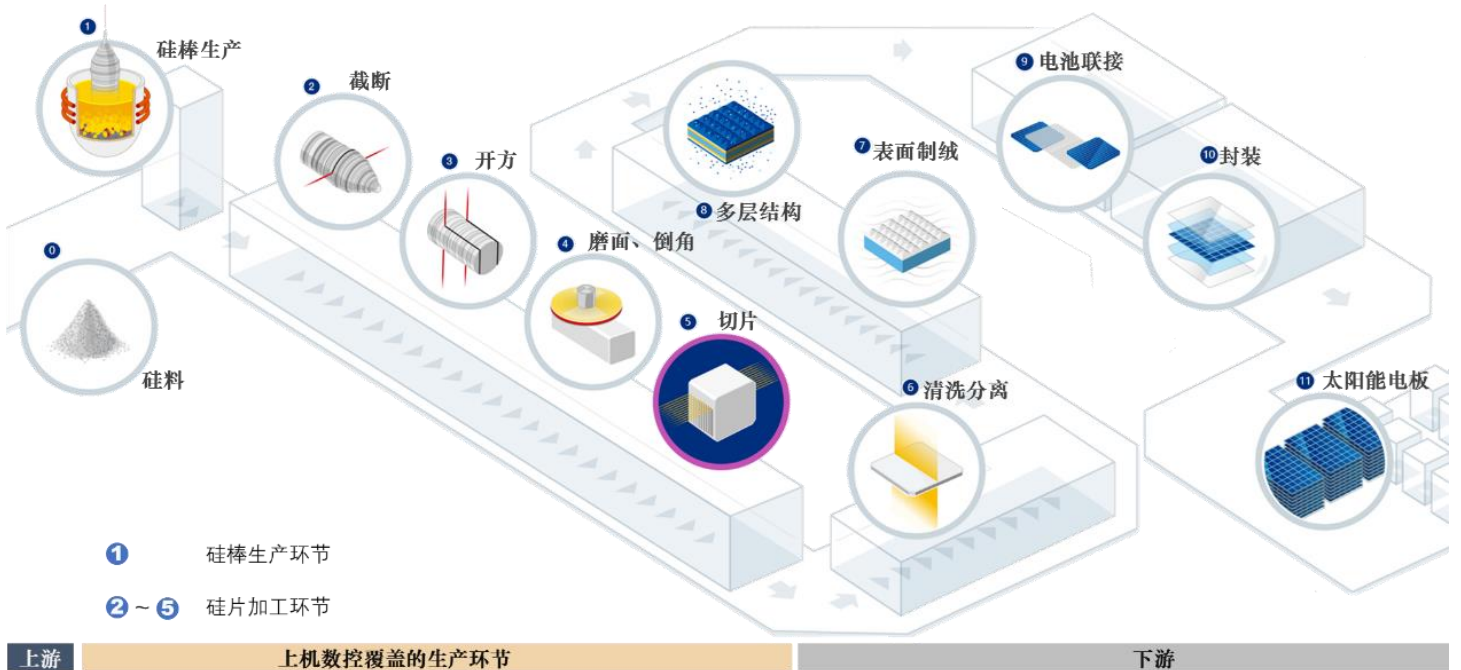 1
硅棒生产
2
截断
3
开方
4
磨面、倒角
0
硅料
5
切片
6
清洗分离
7
表面制绒
8
多层结构
9
电池联接
10
封装
11
太阳能电板
1 硅棒生产环节
2 ~ 5 硅片加工环节
上游 上机数控覆盖的生产环节 下游